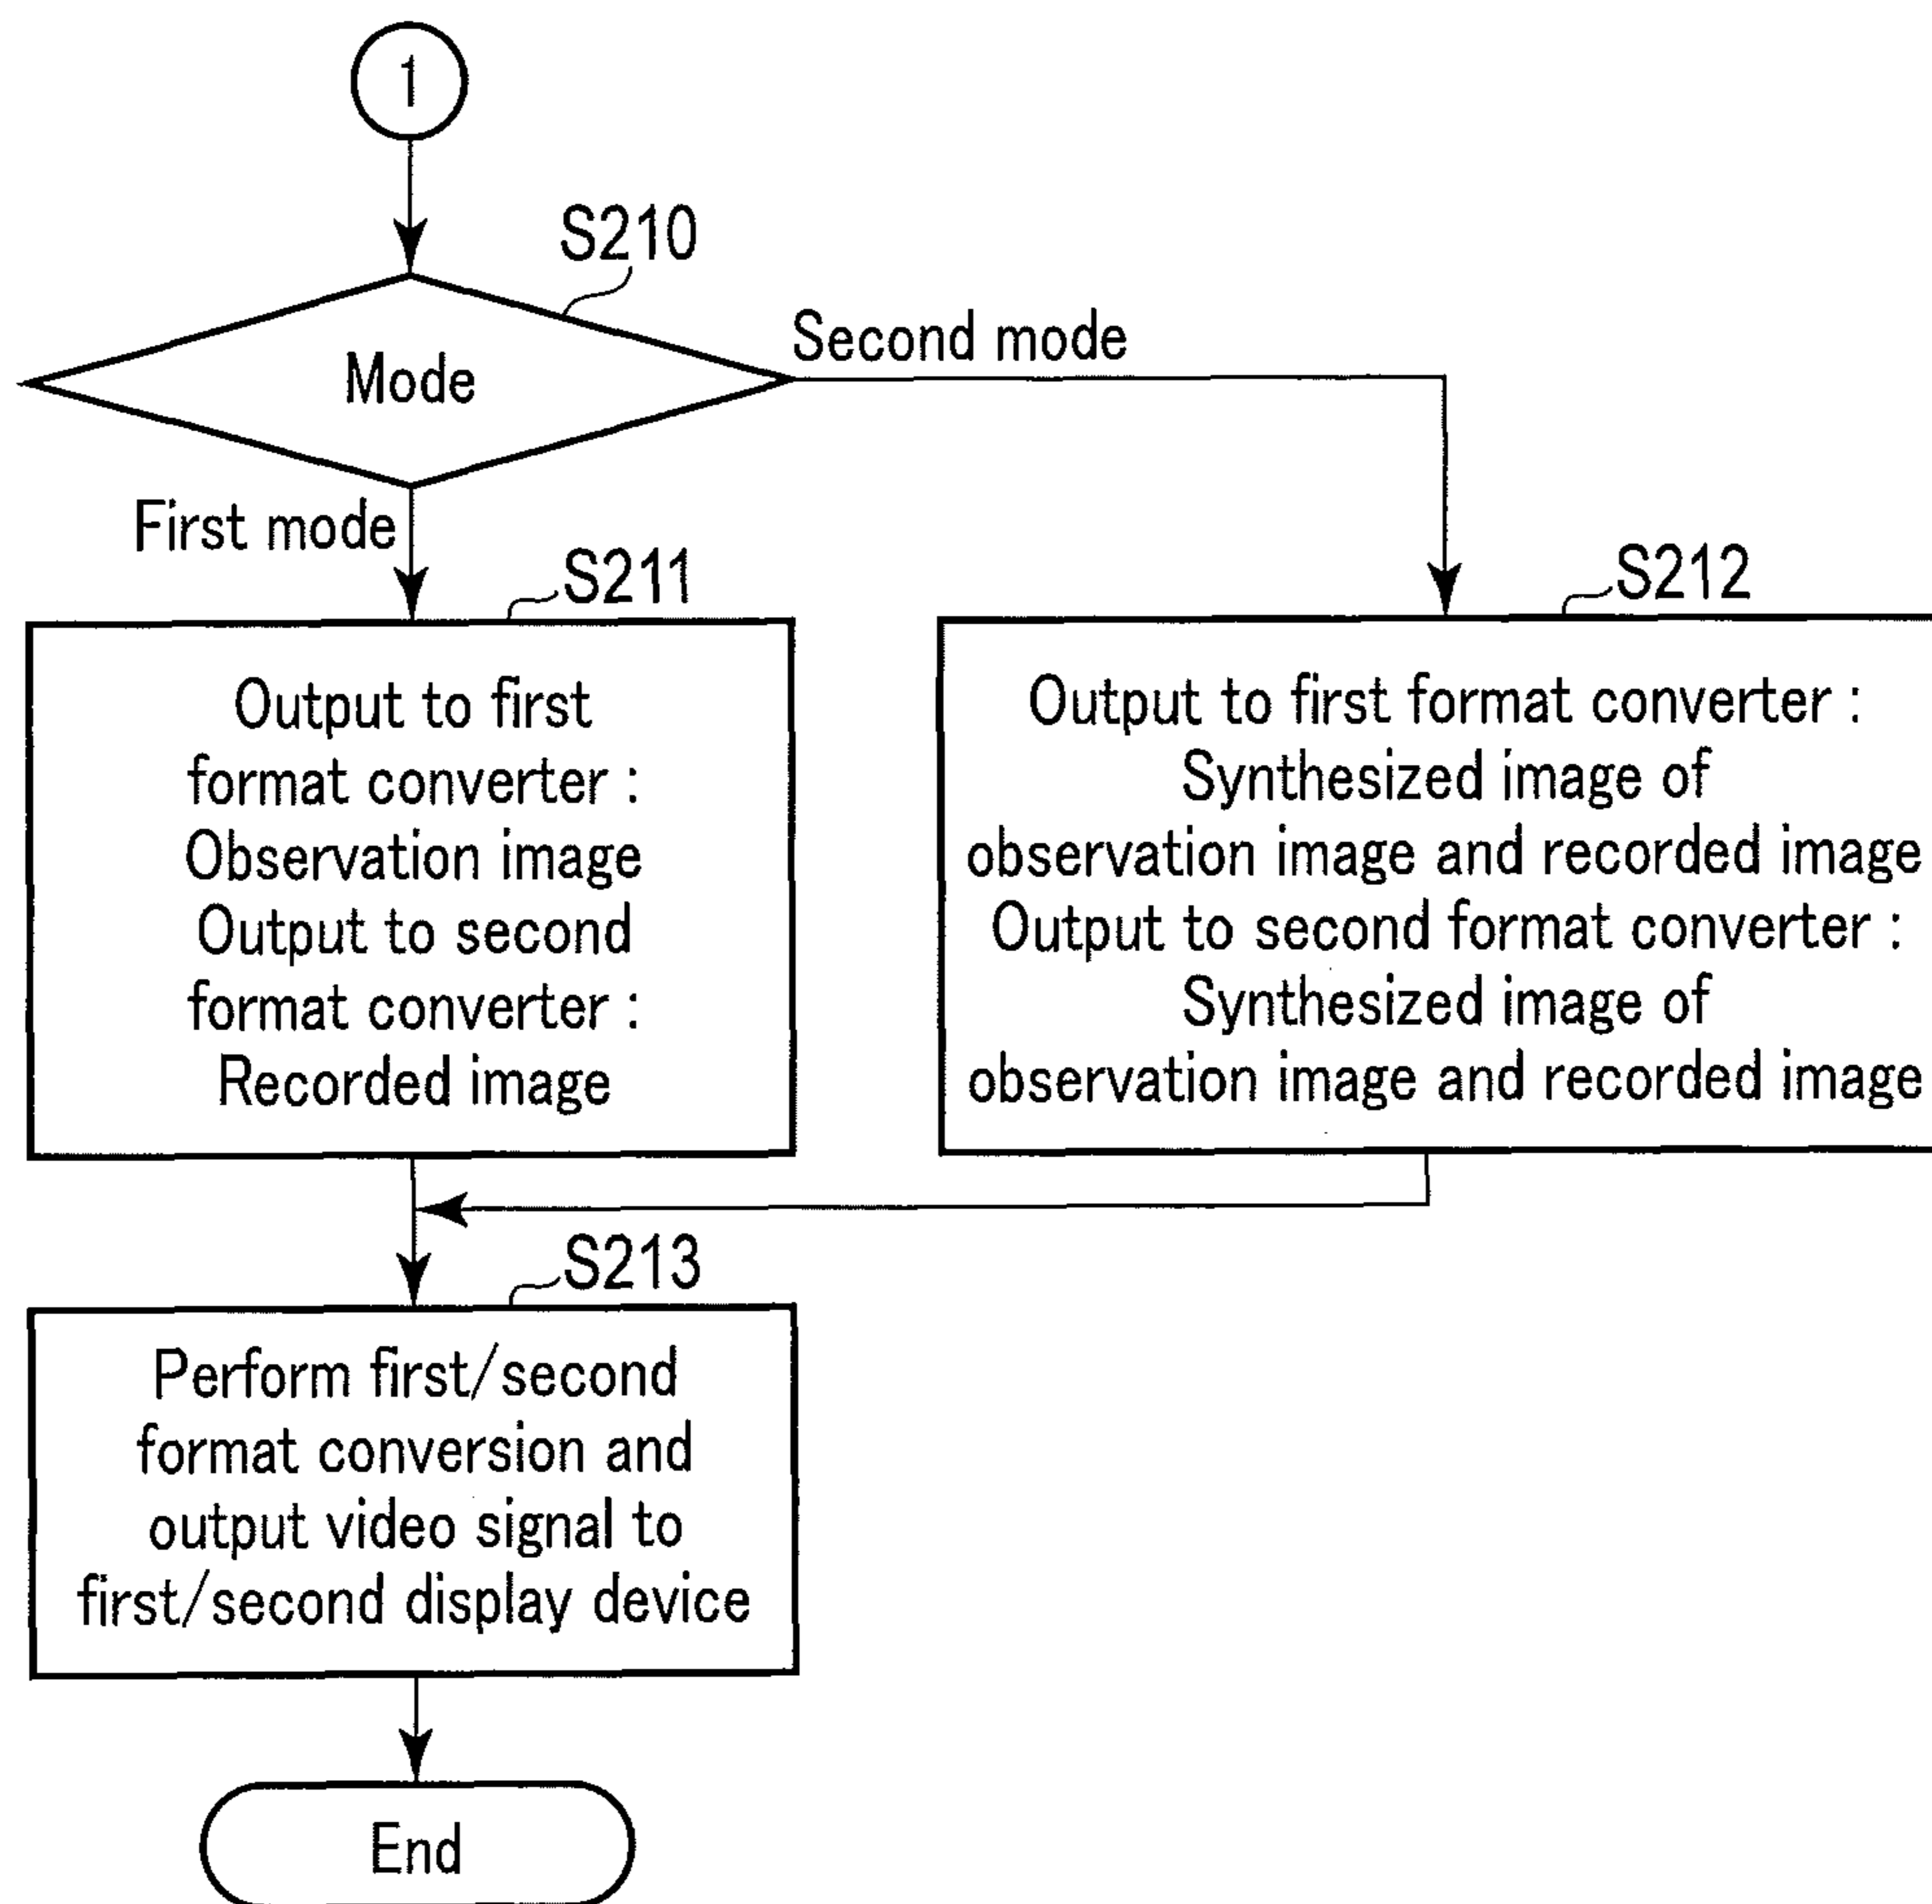 1
S210
Mode
Second mode
First mode
S211
Output to first
format converter :
Observation image
Output to second
format converter :
Recorded image
S212
Output to first format converter :
Synthesized image of
observation image and recorded image
Output to second format converter :
Synthesized image of
observation image and recorded image
S213
Perform first/second
format conversion and
output video signal to
first/second display device
End